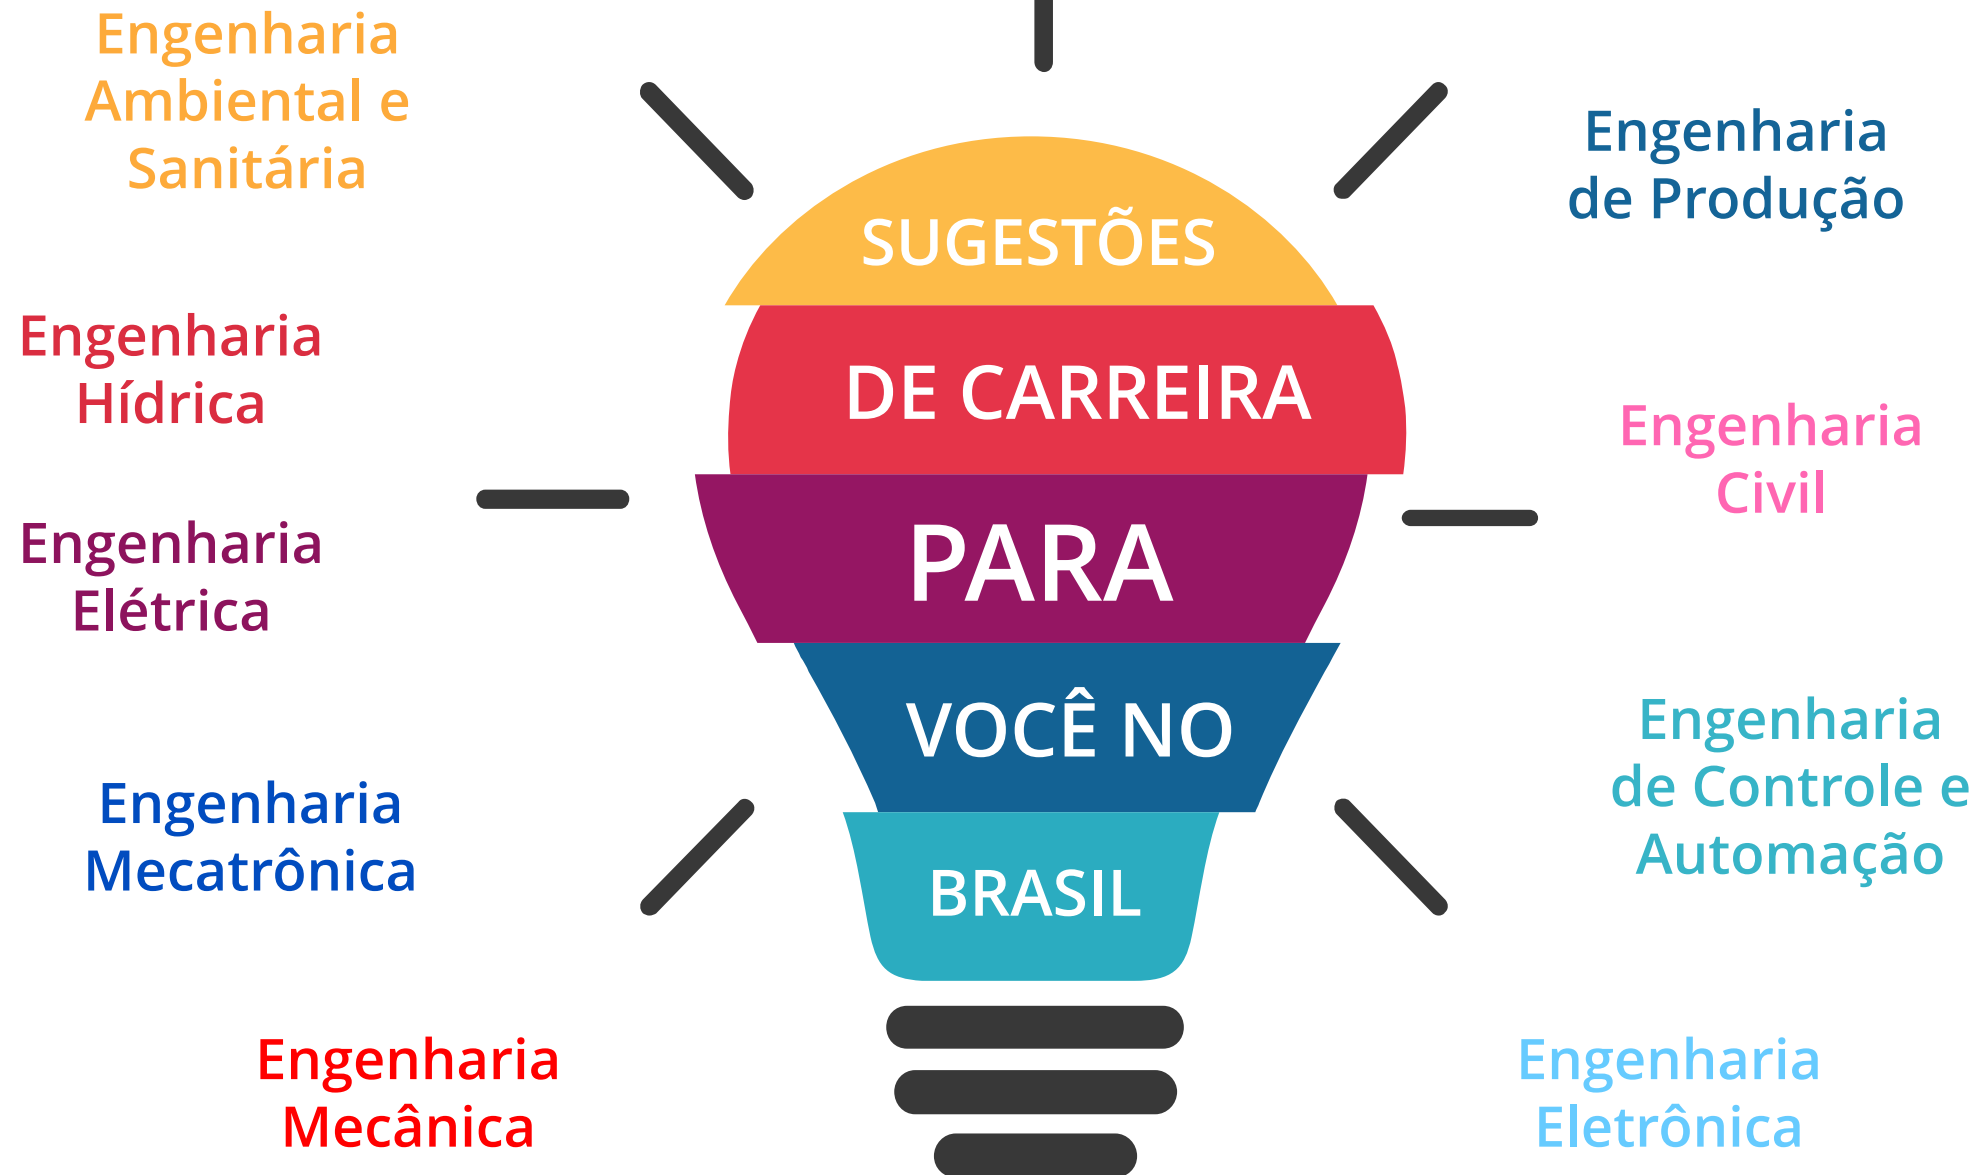 Engenharia
Ambiental e
Sanitária
Engenharia
Hídrica
Engenharia
Elétrica
Engenharia
Mecatrônica
Engenharia
Mecânica
SUGESTÕES
DE CARREIRA
PARA
VOCÊ NO
BRASIL
Engenharia
de Produção
Engenharia
Civil
Engenharia
de Controle e
Automação
Engenharia
Eletrônica